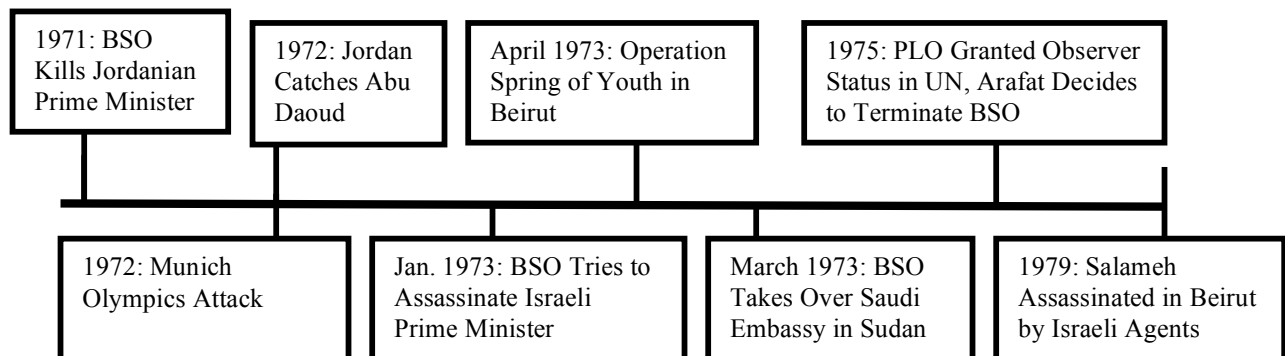 1971: BSO
Kills Jordanian
Prime Minister
1972: Jordan
Catches Abu
Daoud
April 1973: Operation
Spring of Youth in
Beirut
1975: PLO Granted Observer
Status in UN, Arafat Decides
to Terminate BSO
1972: Munich
Olympics Attack
Jan. 1973: BSO Tries to
Assassinate Israeli
Prime Minister
March 1973: BSO
Takes Over Saudi
Embassy in Sudan
1979: Salameh
Assassinated in Beirut
by Israeli Agents